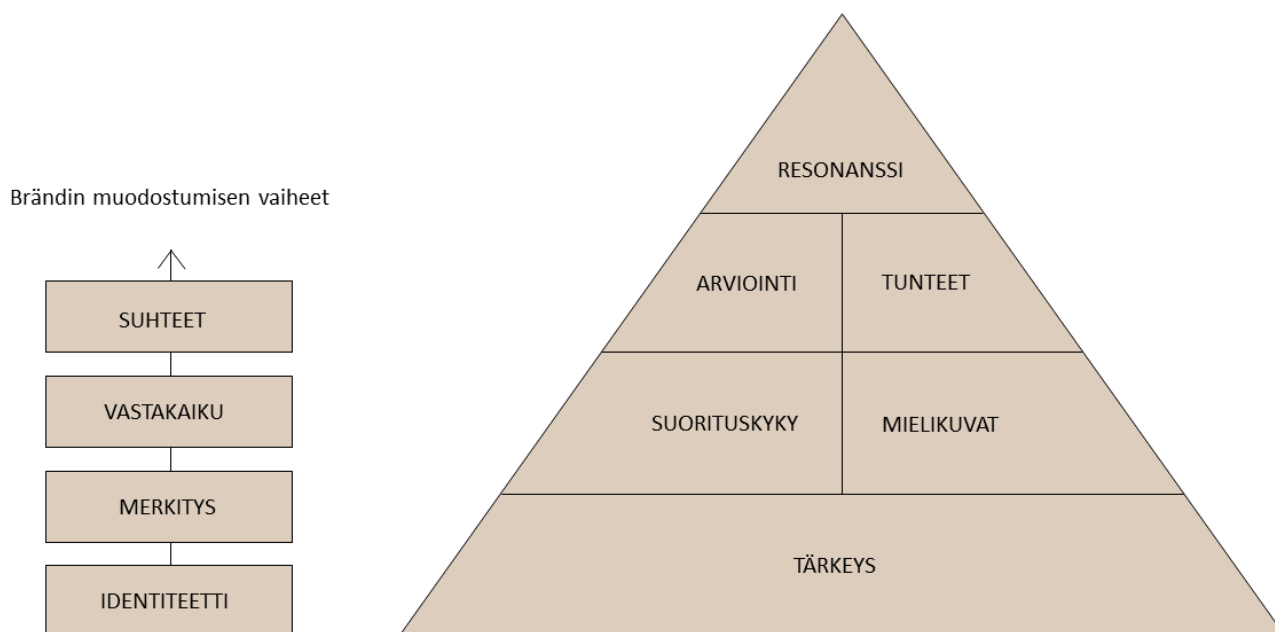 Brändin muodostumisen vaiheet
SUHTEET
VASTAKAIKU
MERKITYS
IDENTITEETTI
RESONANSSI
ARVIOINTI
TUNTEET
SUORITUSKYKY
MIELIKUVAT
TÄRKEYS